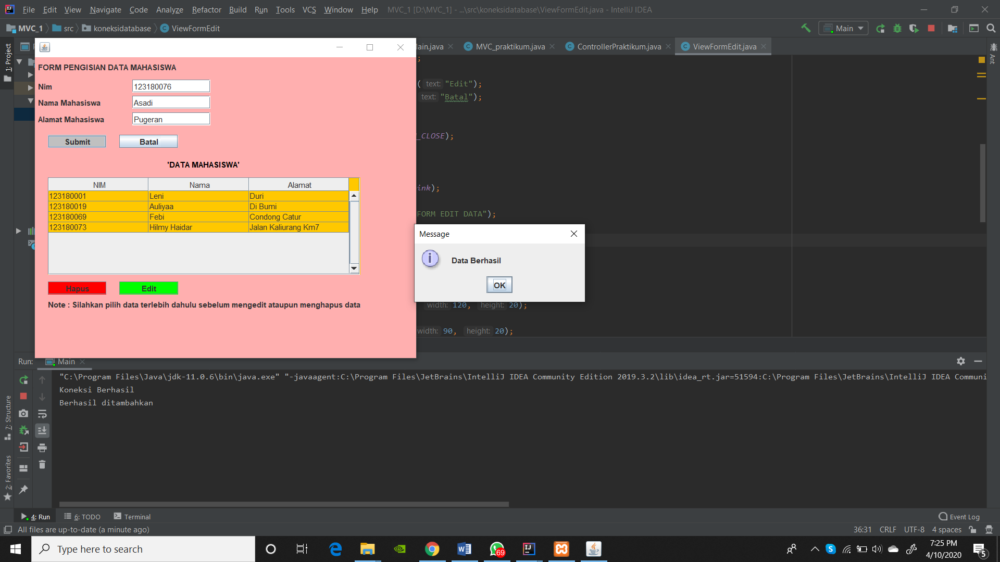 File Edit View Navigate Code Analyze Refactor Build Run Tools VCS Window Help MVC_1 [D:\MVC_1] - ...\src\koneksidatabase\ViewFormEdit.java - IntelliJ IDEA
MVC_1 src koneksidatabase ViewFormEdit Main
1: Project
Main.java MVC_praktikum.java ControllerPraktikum.java ViewFormEdit.java
Ant
FORM PENGISIAN DATA MAHASISWA
Nim 123180076
Nama Mahasiswa Asadi
Alamat Mahasiswa Pugeran
Submit Batal
'DATA MAHASISWA'
NIM Nama Alamat
123180001 Leni Duri
123180019 Auliyaa Di Bumi
123180069 Febi Condong Catur
123180073 Hilmy Haidar Jalan Kaliurang Km7
Hapus Edit
Note : Silahkan pilih data terlebih dahulu sebelum mengedit ataupun menghapus data
;
( text: "Edit");
text: "Batal");
_CLOSE);
ink);
FORM EDIT DATA");
Message
Data Berhasil
OK
width: 120, height: 20);
width: 90, height: 20);
Run: Main
"C:\Program Files\Java\jdk-11.0.6\bin\java.exe" "-javaagent:C:\Program Files\JetBrains\IntelliJ IDEA Community Edition 2019.3.2\lib\idea_rt.jar=51594:C:\Program Files\JetBrains\IntelliJ IDEA Communi
Koneksi Berhasil
Berhasil ditambahkan
7: Structure
2: Favorites
4: Run 6: TODO Terminal Event Log
All files are up-to-date (a minute ago) 36:31 CRLF UTF-8 4 spaces
Type here to search
69
7:25 PM
4/10/2020
5